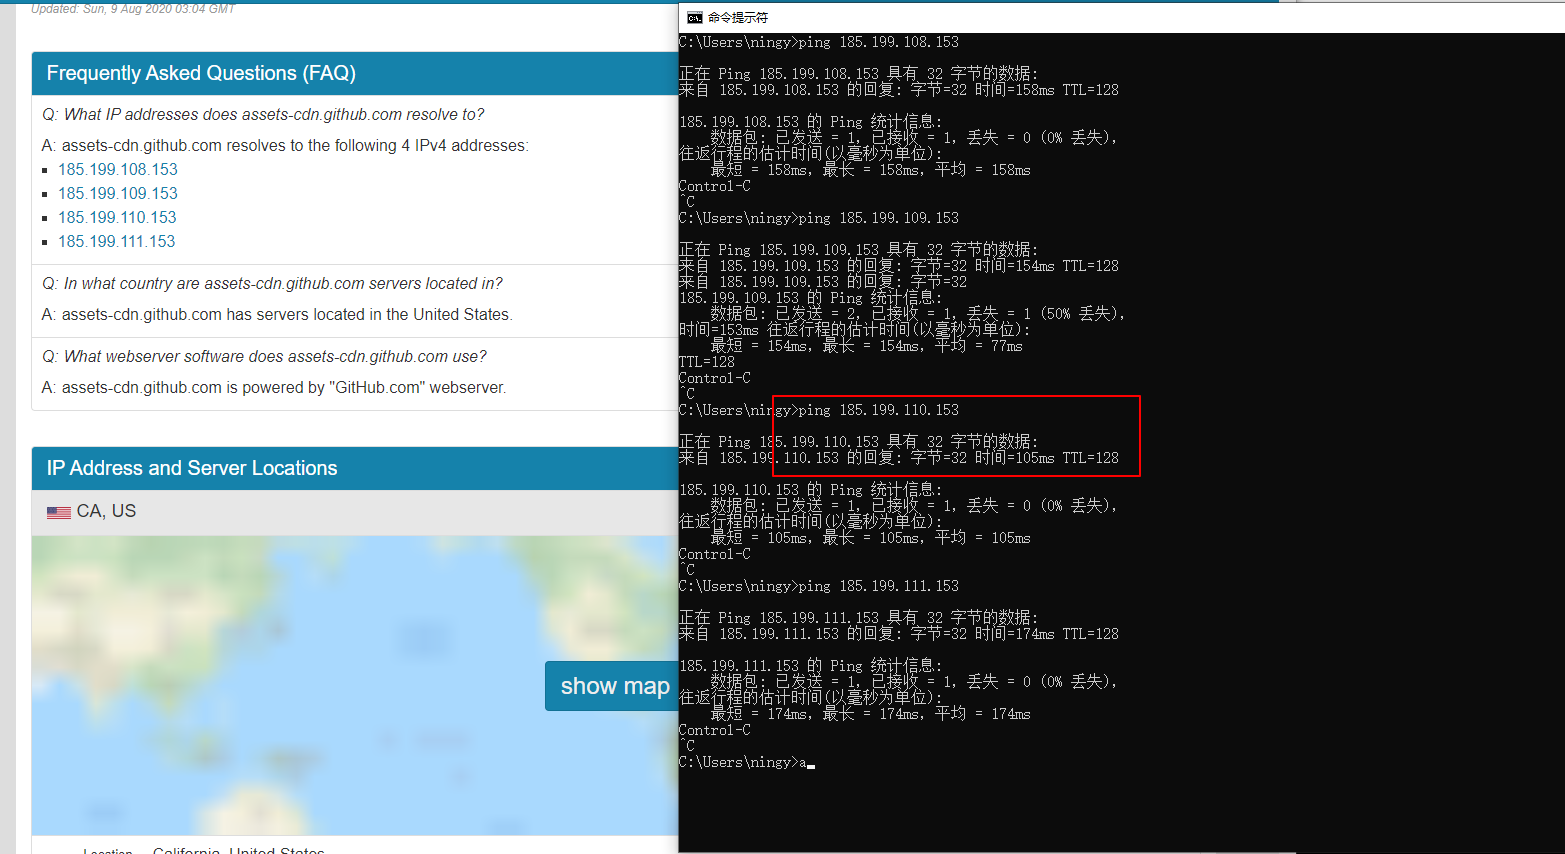 Updated: Sun, 9 Aug 2020 03:04 GMT
Frequently Asked Questions (FAQ)
Q: What IP addresses does assets-cdn.github.com resolve to?
A: assets-cdn.github.com resolves to the following 4 IPv4 addresses:
185.199.108.153
185.199.109.153
185.199.110.153
185.199.111.153
Q: In what country are assets-cdn.github.com servers located in?
A: assets-cdn.github.com has servers located in the United States.
Q: What webserver software does assets-cdn.github.com use?
A: assets-cdn.github.com is powered by "GitHub.com" webserver.
IP Address and Server Locations
CA, US
show map
Location California, United States
命令提示符
C:\Users\ningy>ping 185.199.108.153
正在 Ping 185.199.108.153 具有 32 字节的数据:
来自 185.199.108.153 的回复: 字节=32 时间=158ms TTL=128
185.199.108.153 的 Ping 统计信息:
数据包: 已发送 = 1，已接收 = 1，丢失 = 0 (0% 丢失)，
往返行程的估计时间(以毫秒为单位):
最短 = 158ms，最长 = 158ms，平均 = 158ms
Control-C
^C
C:\Users\ningy>ping 185.199.109.153
正在 Ping 185.199.109.153 具有 32 字节的数据:
来自 185.199.109.153 的回复: 字节=32 时间=154ms TTL=128
来自 185.199.109.153 的回复: 字节=32
185.199.109.153 的 Ping 统计信息:
数据包: 已发送 = 2，已接收 = 1，丢失 = 1 (50% 丢失)，
时间=153ms 往返行程的估计时间(以毫秒为单位):
最短 = 154ms，最长 = 154ms，平均 = 77ms
TTL=128
Control-C
^C
C:\Users\ningy>ping 185.199.110.153
正在 Ping 185.199.110.153 具有 32 字节的数据:
来自 185.199.110.153 的回复: 字节=32 时间=105ms TTL=128
185.199.110.153 的 Ping 统计信息:
数据包: 已发送 = 1，已接收 = 1，丢失 = 0 (0% 丢失)，
往返行程的估计时间(以毫秒为单位):
最短 = 105ms，最长 = 105ms，平均 = 105ms
Control-C
^C
C:\Users\ningy>ping 185.199.111.153
正在 Ping 185.199.111.153 具有 32 字节的数据:
来自 185.199.111.153 的回复: 字节=32 时间=174ms TTL=128
185.199.111.153 的 Ping 统计信息:
数据包: 已发送 = 1，已接收 = 1，丢失 = 0 (0% 丢失)，
往返行程的估计时间(以毫秒为单位):
最短 = 174ms，最长 = 174ms，平均 = 174ms
Control-C
^C
C:\Users\ningy>a